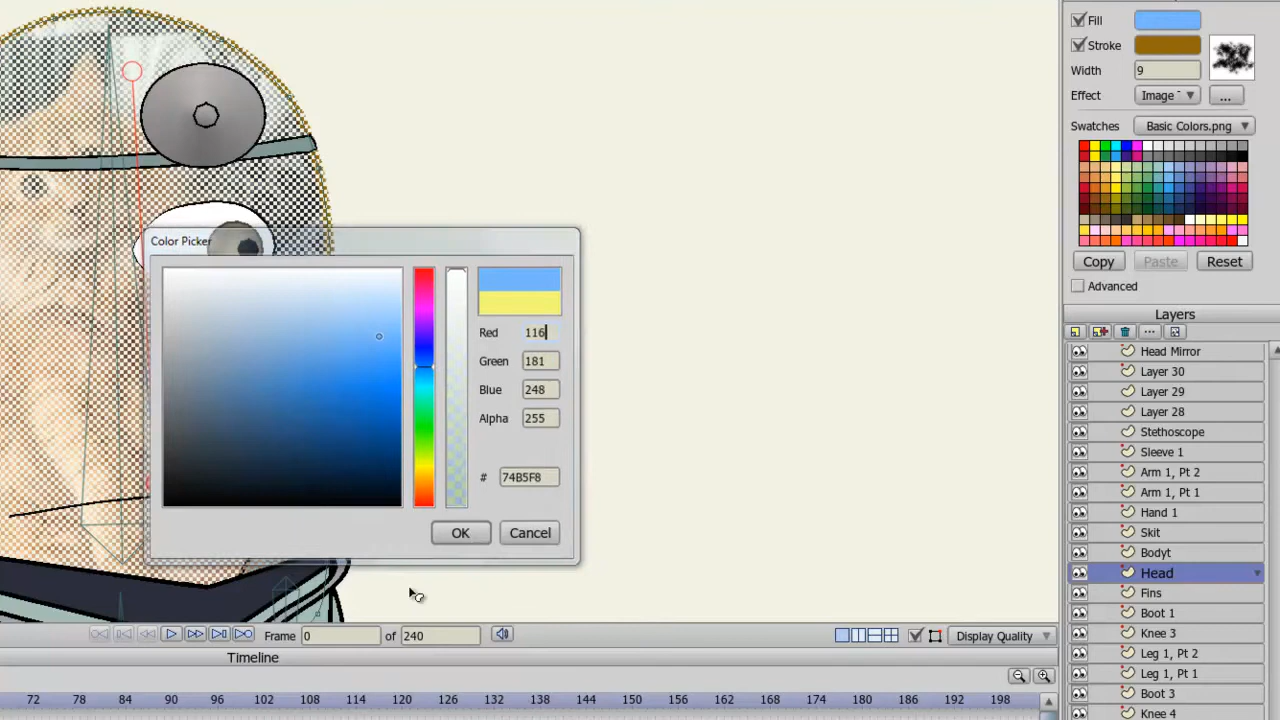 Fill
Stroke
Width 9
Effect Image ...
Swatches Basic Colors.png
Copy Paste Reset
Advanced
Layers
Head Mirror
Layer 30
Layer 29
Layer 28
Stethoscope
Sleeve 1
Arm 1, Pt 2
Arm 1, Pt 1
Hand 1
Skit
Bodyt
Head
Fins
Boot 1
Knee 3
Leg 1, Pt 2
Leg 1, Pt 1
Boot 3
Knee 4
Color Picker
Red 116
Green 181
Blue 248
Alpha 255
# 74B5F8
OK Cancel
Frame 0 of 240 Display Quality
Timeline
72 78 84 90 96 102 108 114 120 126 132 138 144 150 156 162 168 174 180 186 192 198